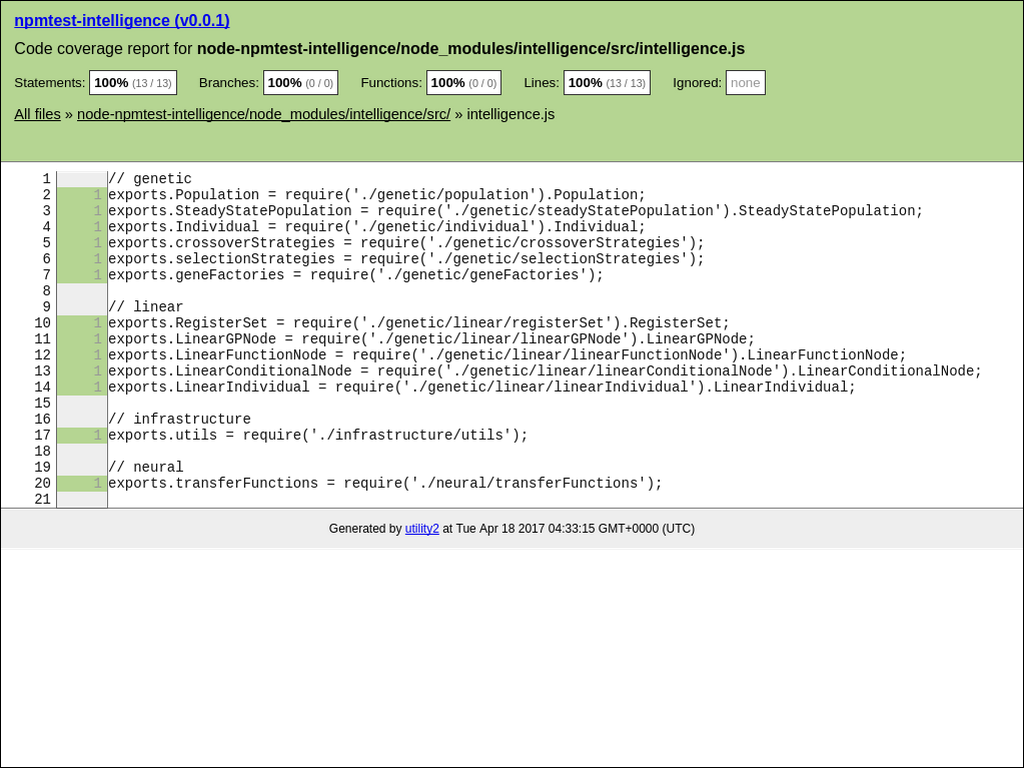 npmtest-intelligence (v0.0.1)
Code coverage report for node-npmtest-intelligence/node_modules/intelligence/src/intelligence.js
Statements: 100% (13 / 13) Branches: 100% (0 / 0) Functions: 100% (0 / 0) Lines: 100% (13 / 13) Ignored: none
All files » node-npmtest-intelligence/node_modules/intelligence/src/ » intelligence.js
1 // genetic
2 1 exports.Population = require('./genetic/population').Population;
3 1 exports.SteadyStatePopulation = require('./genetic/steadyStatePopulation').SteadyStatePopulation;
4 1 exports.Individual = require('./genetic/individual').Individual;
5 1 exports.crossoverStrategies = require('./genetic/crossoverStrategies');
6 1 exports.selectionStrategies = require('./genetic/selectionStrategies');
7 1 exports.geneFactories = require('./genetic/geneFactories');
8
9 // linear
10 1 exports.RegisterSet = require('./genetic/linear/registerSet').RegisterSet;
11 1 exports.LinearGPNode = require('./genetic/linear/linearGPNode').LinearGPNode;
12 1 exports.LinearFunctionNode = require('./genetic/linear/linearFunctionNode').LinearFunctionNode;
13 1 exports.LinearConditionalNode = require('./genetic/linear/linearConditionalNode').LinearConditionalNode;
14 1 exports.LinearIndividual = require('./genetic/linear/linearIndividual').LinearIndividual;
15
16 // infrastructure
17 1 exports.utils = require('./infrastructure/utils');
18
19 // neural
20 1 exports.transferFunctions = require('./neural/transferFunctions');
21
Generated by utility2 at Tue Apr 18 2017 04:33:15 GMT+0000 (UTC)